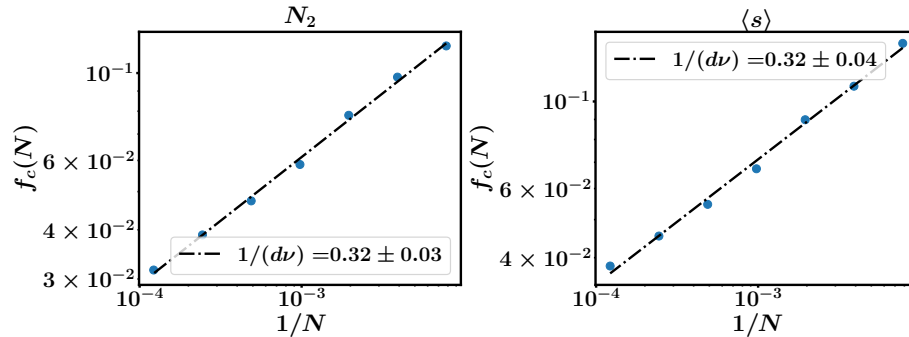 N₂
10⁻¹
6 × 10⁻²
4 × 10⁻²
3 × 10⁻²
f_c(N)
1/(dν) =0.32 ± 0.03
10⁻⁴
10⁻³
1/N
⟨s⟩
1/(dν) =0.32 ± 0.04
10⁻¹
6 × 10⁻²
4 × 10⁻²
f_c(N)
10⁻⁴
10⁻³
1/N